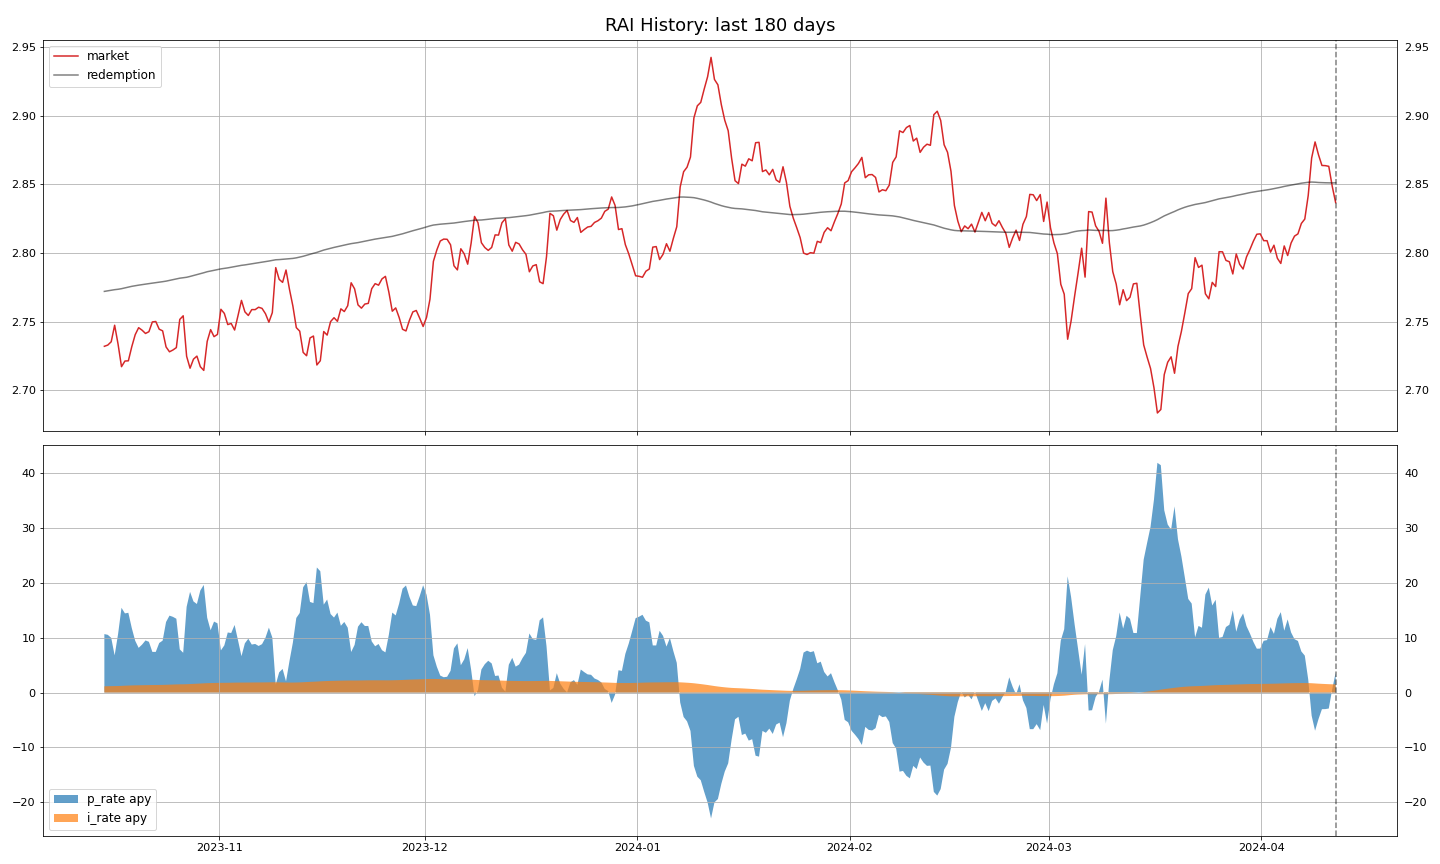 RAI History: last 180 days
market
redemption
2.95 2.95
2.90 2.90
2.85 2.85
2.80 2.80
2.75 2.75
2.70 2.70
40 40
30 30
20 20
10 10
0 0
−10 −10
−20 −20
p_rate apy
i_rate apy
2023-11 2023-12 2024-01 2024-02 2024-03 2024-04